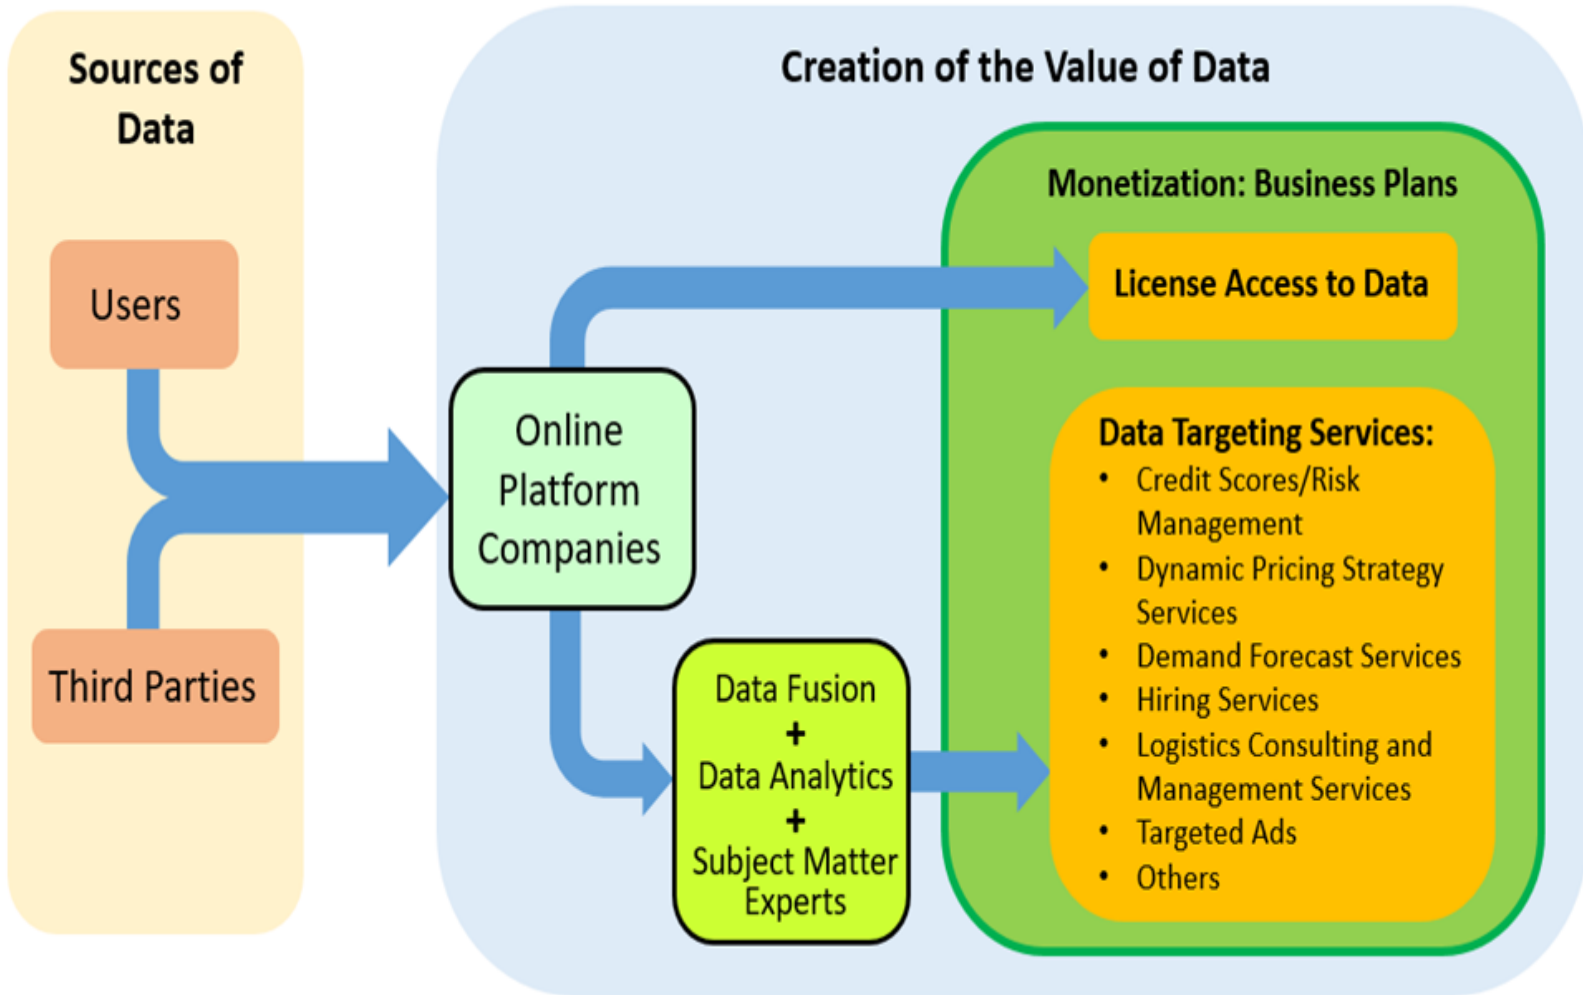 Sources of
Data
Users
Third Parties
Creation of the Value of Data
Online
Platform
Companies
Data Fusion
+
Data Analytics
+
Subject Matter
Experts
Monetization: Business Plans
License Access to Data
Data Targeting Services:
• Credit Scores/Risk
Management
• Dynamic Pricing Strategy
Services
• Demand Forecast Services
• Hiring Services
• Logistics Consulting and
Management Services
• Targeted Ads
• Others